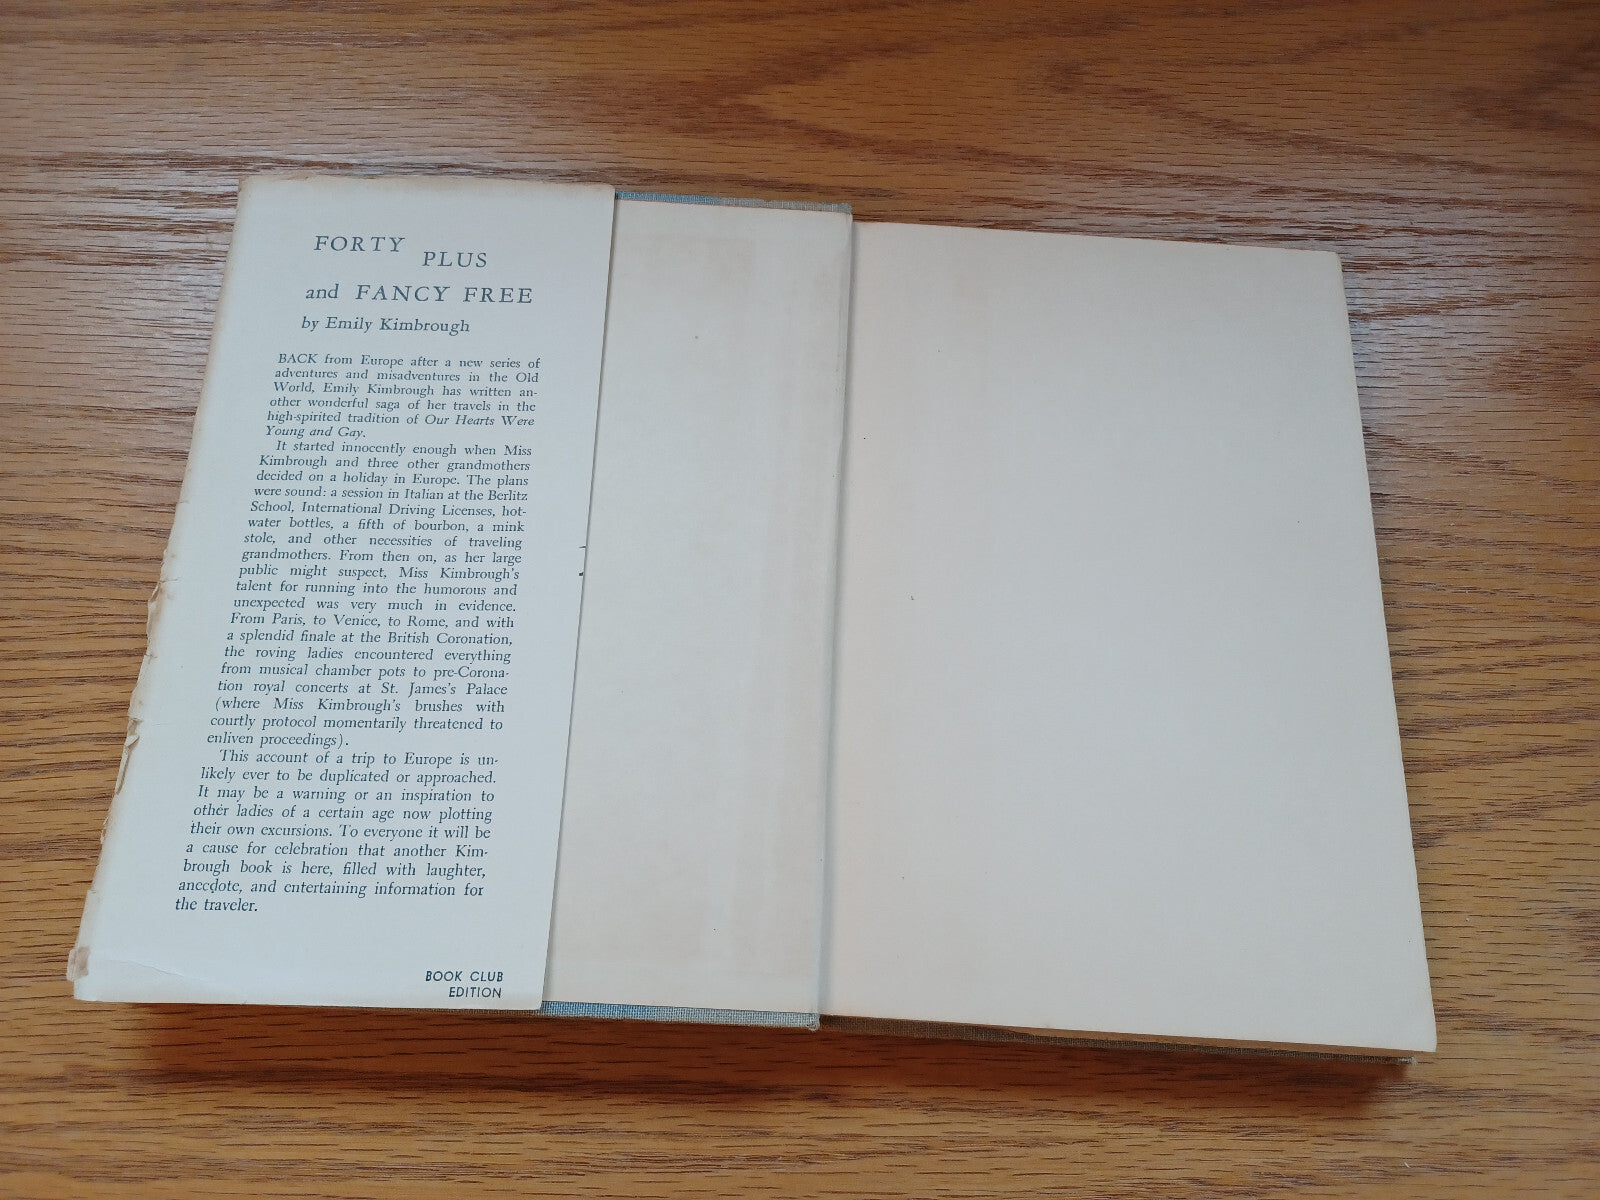 FORTY
PLUS
and FANCY FREE
by Emily Kimbrough
BACK from Europe after a new series of
adventures and misadventures in the Old
World, Emily Kimbrough has written an-
other wonderful saga of her travels in the
high-spirited tradition of Our Hearts Were
Young and Gay.
It started innocently enough when Miss
Kimbrough and three other grandmothers
decided on a holiday in Europe. The plans
were sound: a session in Italian at the Berlitz
School, International Driving Licenses, hot-
water bottles, a fifth of bourbon, a mink
stole, and other necessities of traveling
grandmothers. From then on, as her large
public might suspect, Miss Kimbrough's
talent for running into the humorous and
unexpected was very much in evidence.
From Paris, to Venice, to Rome, and with
a splendid finale at the British Coronation,
the roving ladies encountered everything
from musical chamber pots to pre-Corona-
tion royal concerts at St. James's Palace
(where Miss Kimbrough's brushes with
courtly protocol momentarily threatened to
enliven proceedings).
This account of a trip to Europe is un-
likely ever to be duplicated or approached.
It may be a warning or an inspiration to
other ladies of a certain age now plotting
their own excursions. To everyone it will be
a cause for celebration that another Kim-
brough book is here, filled with laughter,
anecdote, and entertaining information for
the traveler.
BOOK CLUB
EDITION